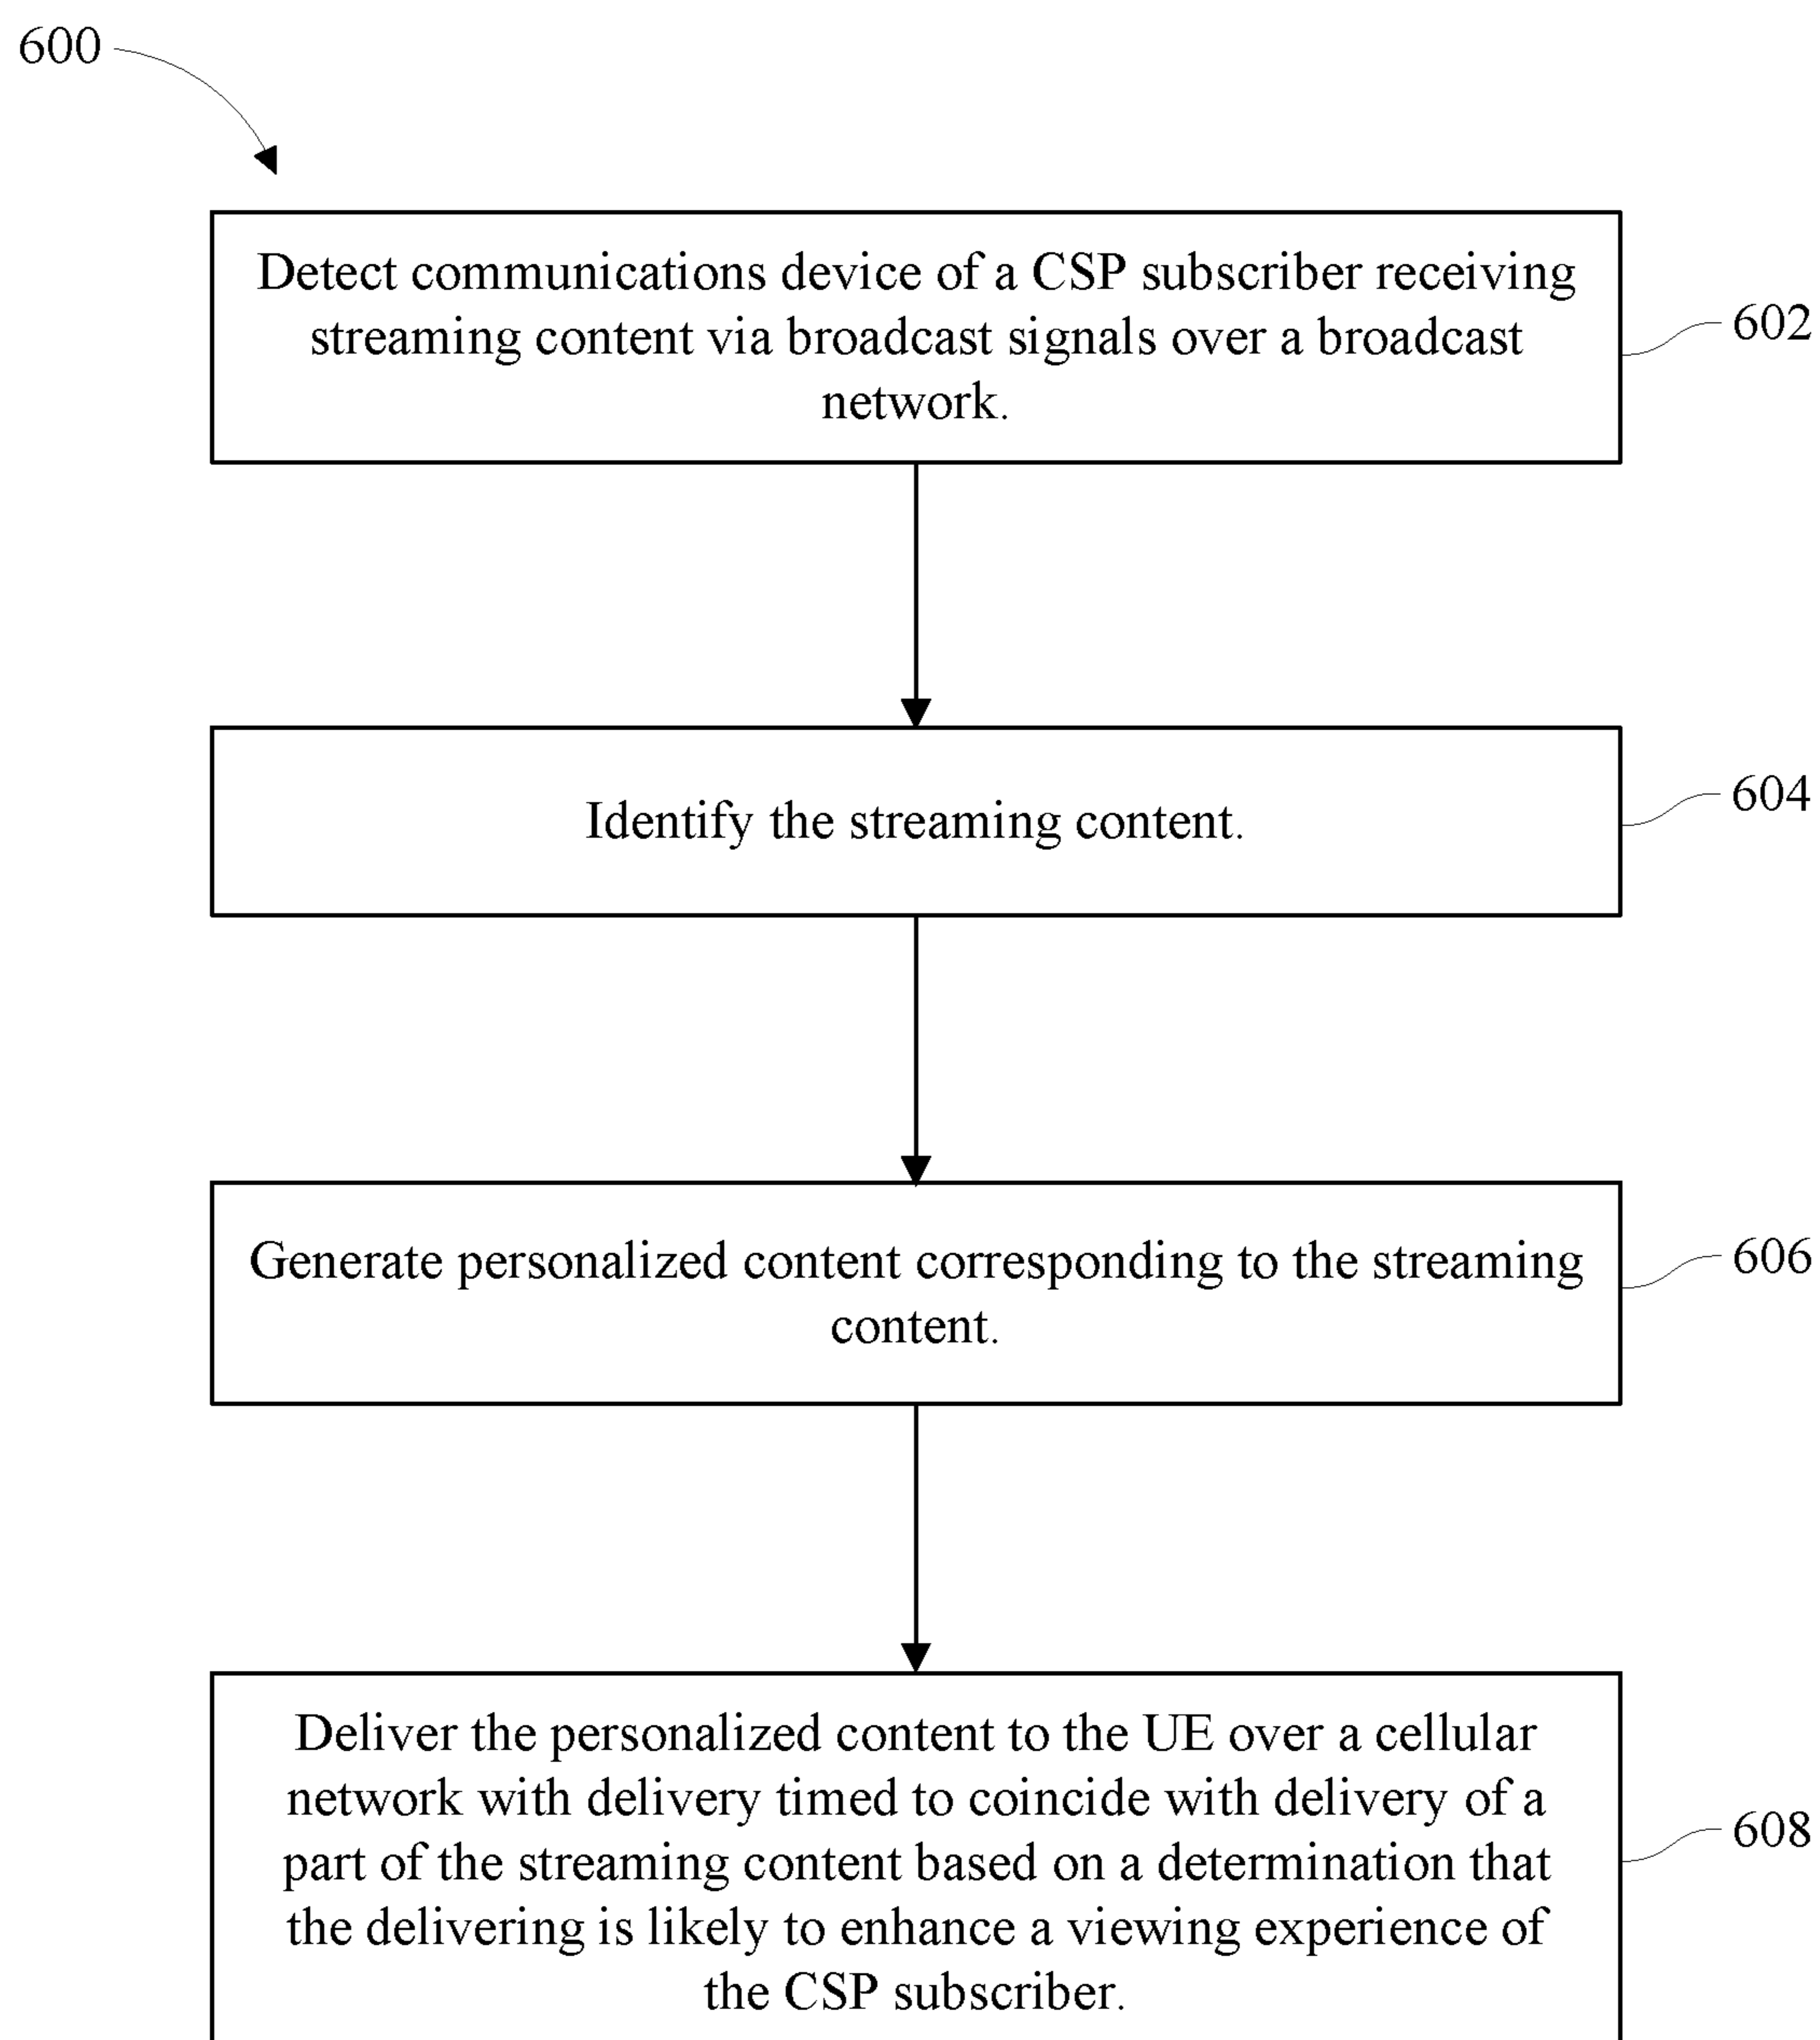 600
Detect communications device of a CSP subscriber receiving
streaming content via broadcast signals over a broadcast
network.
602
Identify the streaming content.
604
Generate personalized content corresponding to the streaming
content.
606
Deliver the personalized content to the UE over a cellular
network with delivery timed to coincide with delivery of a
part of the streaming content based on a determination that
the delivering is likely to enhance a viewing experience of
the CSP subscriber.
608